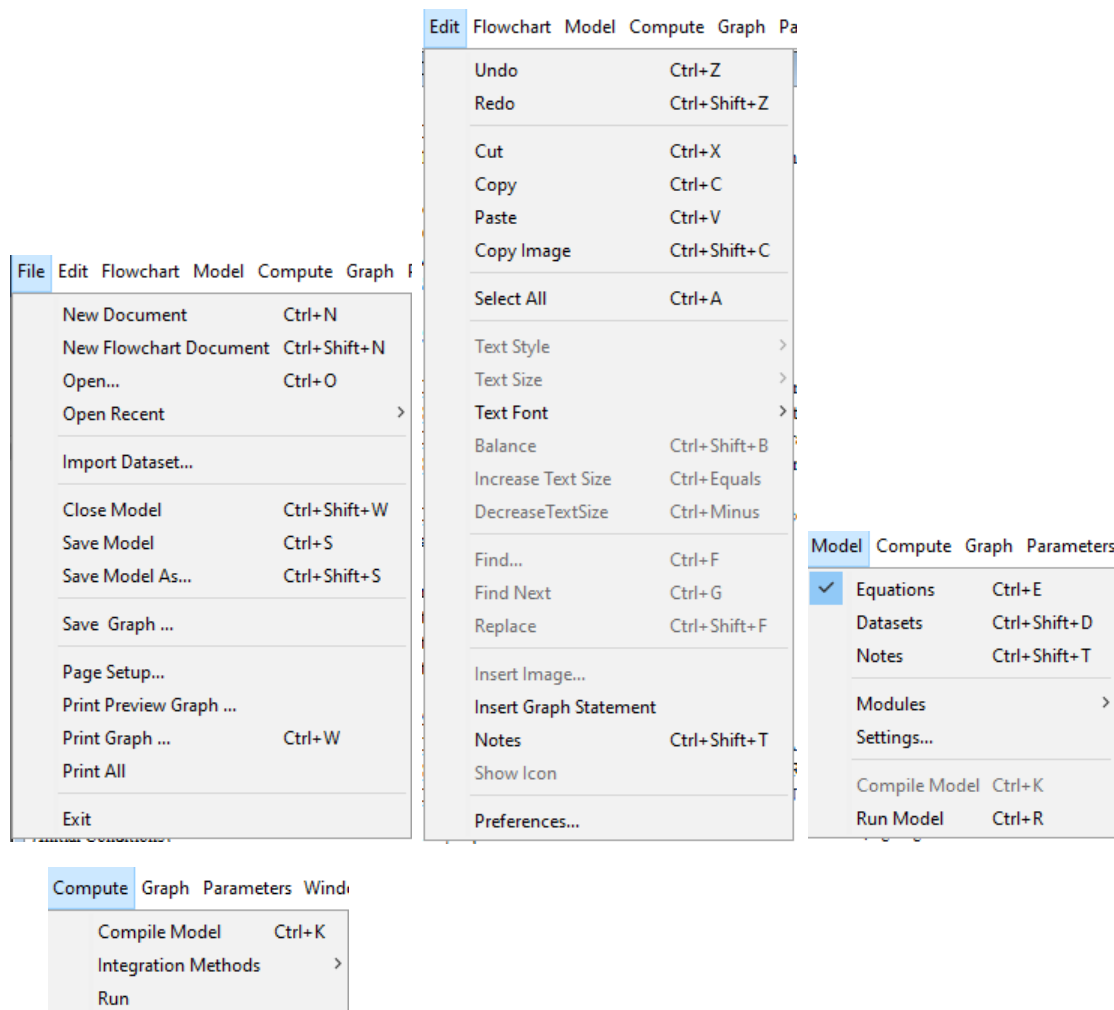 Edit Flowchart Model Compute Graph Pa
Undo Ctrl+Z
Redo Ctrl+Shift+Z
Cut Ctrl+X
Copy Ctrl+C
Paste Ctrl+V
Copy Image Ctrl+Shift+C
Select All Ctrl+A
Text Style
Text Size
Text Font
Balance Ctrl+Shift+B
Increase Text Size Ctrl+Equals
DecreaseTextSize Ctrl+Minus
Find... Ctrl+F
Find Next Ctrl+G
Replace Ctrl+Shift+F
Insert Image...
Insert Graph Statement
Notes Ctrl+Shift+T
Show Icon
Preferences...
File Edit Flowchart Model Compute Graph
New Document Ctrl+N
New Flowchart Document Ctrl+Shift+N
Open... Ctrl+O
Open Recent
Import Dataset...
Close Model Ctrl+Shift+W
Save Model Ctrl+S
Save Model As... Ctrl+Shift+S
Save Graph ...
Page Setup...
Print Preview Graph ...
Print Graph ... Ctrl+W
Print All
Exit
Model Compute Graph Parameters
Equations Ctrl+E
Datasets Ctrl+Shift+D
Notes Ctrl+Shift+T
Modules
Settings...
Compile Model Ctrl+K
Run Model Ctrl+R
Compute Graph Parameters Wind
Compile Model Ctrl+K
Integration Methods
Run